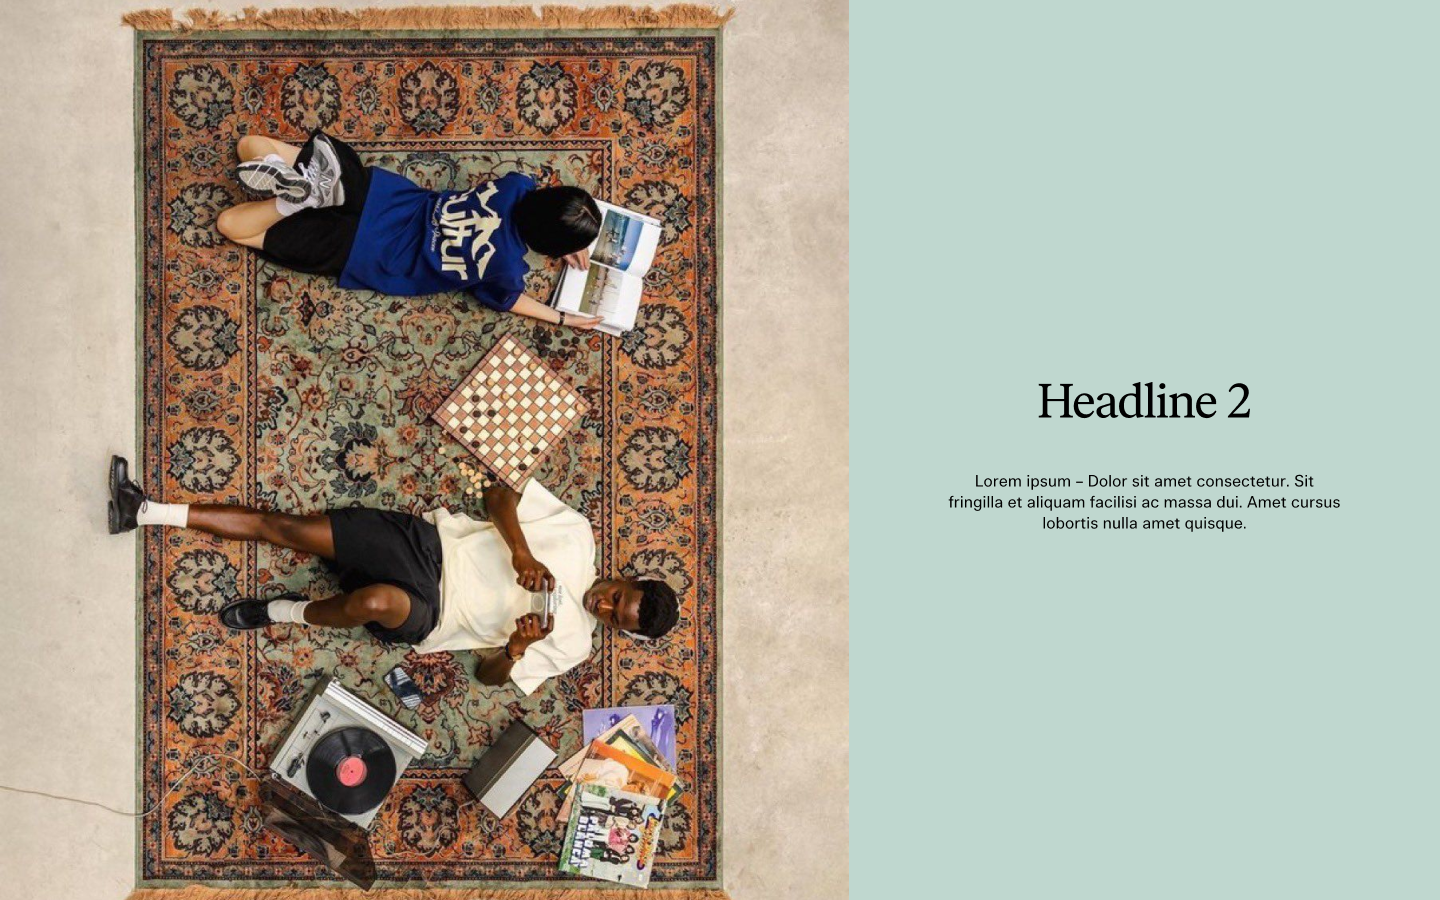 Kultur
Headline 2
Lorem ipsum – Dolor sit amet consectetur. Sit
fringilla et aliquam facilisi ac massa dui. Amet cursus
lobortis nulla amet quisque.